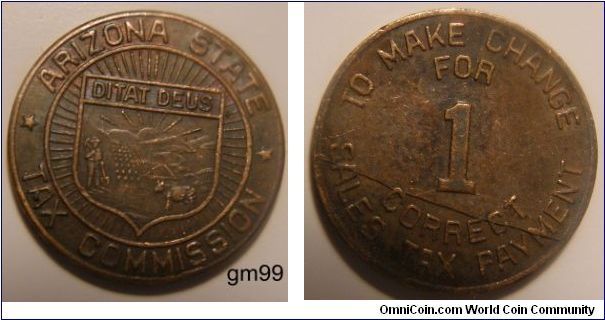 ARIZONA STATE
DITAT DEUS
TAX COMMISSION
gm99
TO MAKE CHANGE
FOR
1
CORRECT
SALES TAX PAYMENT
OmniCoin.com World Coin Community